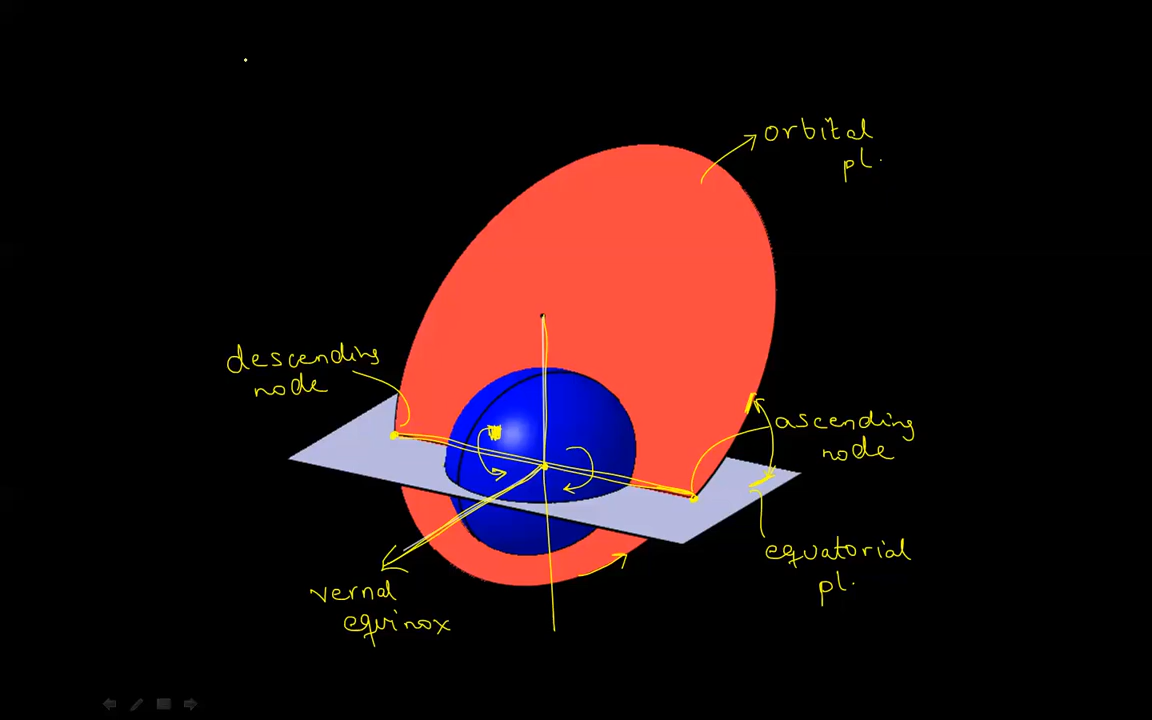 orbital
pl.
descending
node
ascending
node
equatorial
pl.
vernal
equinox